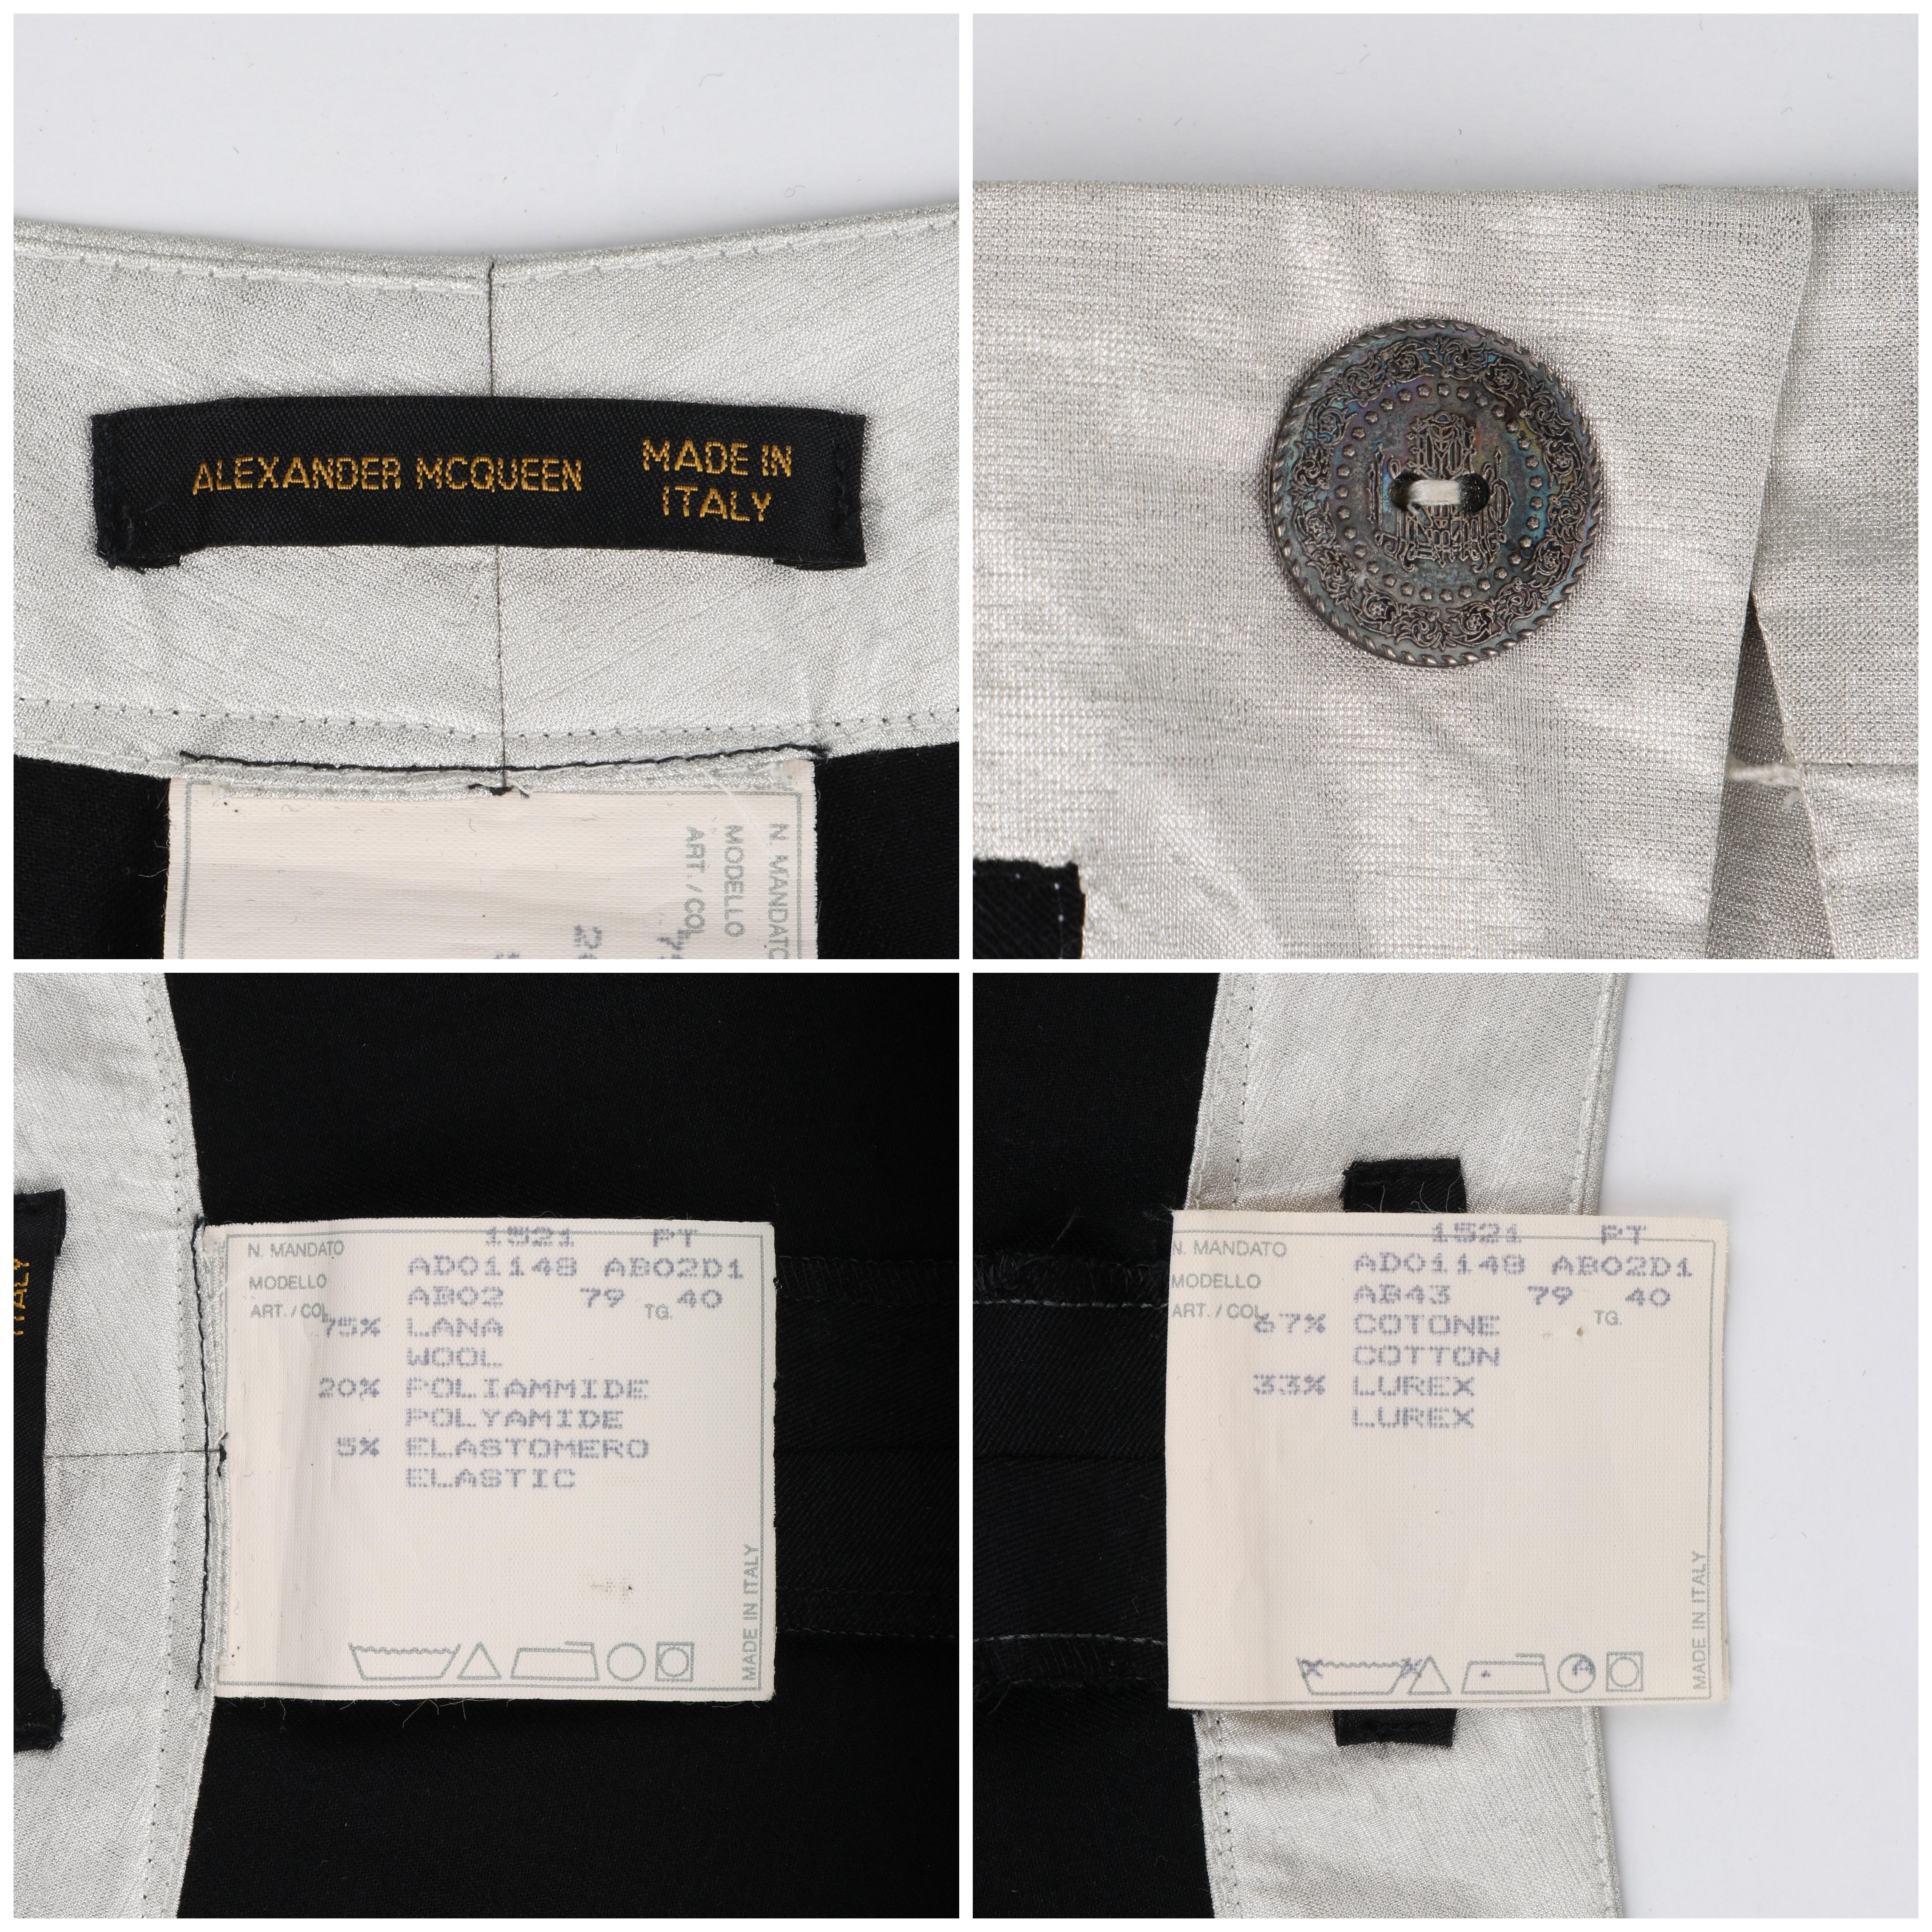 ALEXANDER MCQUEEN
MADE IN
ITALY
N. MANDATO
MODELLO
ART. / COL
N. MANDATO 1521 PT
MODELLO AD01148 AB02D1
ART. / COL. AB02 79 TG. 40
75% LANA
WOOL
20% POLIAMMIDE
POLYAMIDE
5% ELASTOMERO
ELASTIC
MADE IN ITALY
ITALY
N. MANDATO 1521 PT
MODELLO AD01148 AB02D1
ART. / COL. AB43 79 TG. 40
67% COTONE
COTTON
33% LUREX
LUREX
MADE IN ITALY